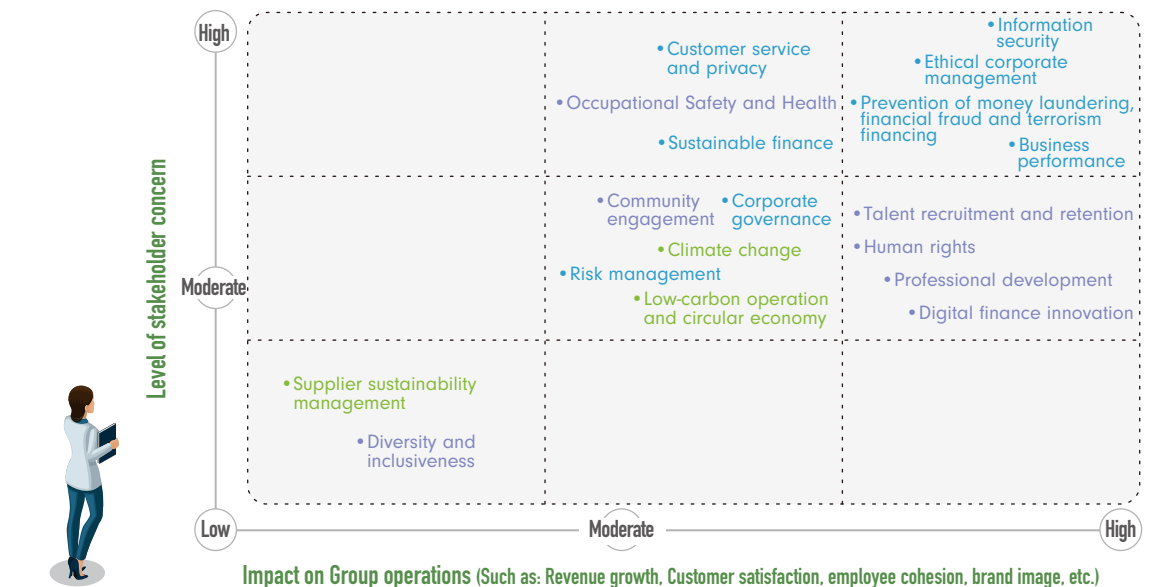 High
• Information
security
• Customer service
and privacy
• Ethical corporate
management
• Occupational Safety and Health
• Prevention of money laundering,
financial fraud and terrorism
financing
• Sustainable finance
• Business
performance
Level of stakeholder concern
• Community
engagement
• Corporate
governance
• Talent recruitment and retention
• Climate change
• Human rights
• Risk management
• Professional development
Moderate
• Low-carbon operation
and circular economy
• Digital finance innovation
• Supplier sustainability
management
• Diversity and
inclusiveness
Low
Moderate
High
Impact on Group operations (Such as: Revenue growth, Customer satisfaction, employee cohesion, brand image, etc.)